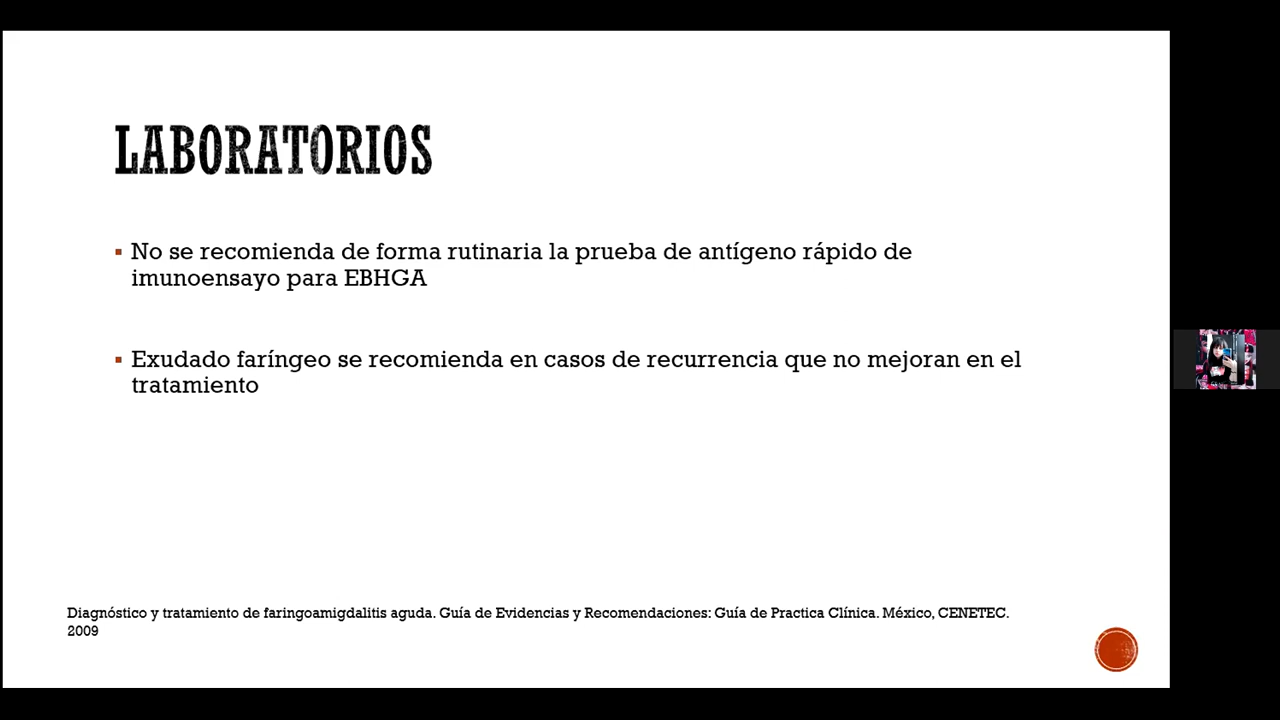 LABORATORIOS
No se recomienda de forma rutinaria la prueba de antígeno rápido de
imunoensayo para EBHGA
Exudado faríngeo se recomienda en casos de recurrencia que no mejoran en el
tratamiento
Diagnóstico y tratamiento de faringoamigdalitis aguda. Guía de Evidencias y Recomendaciones: Guía de Practica Clínica. México, CENETEC.
2009